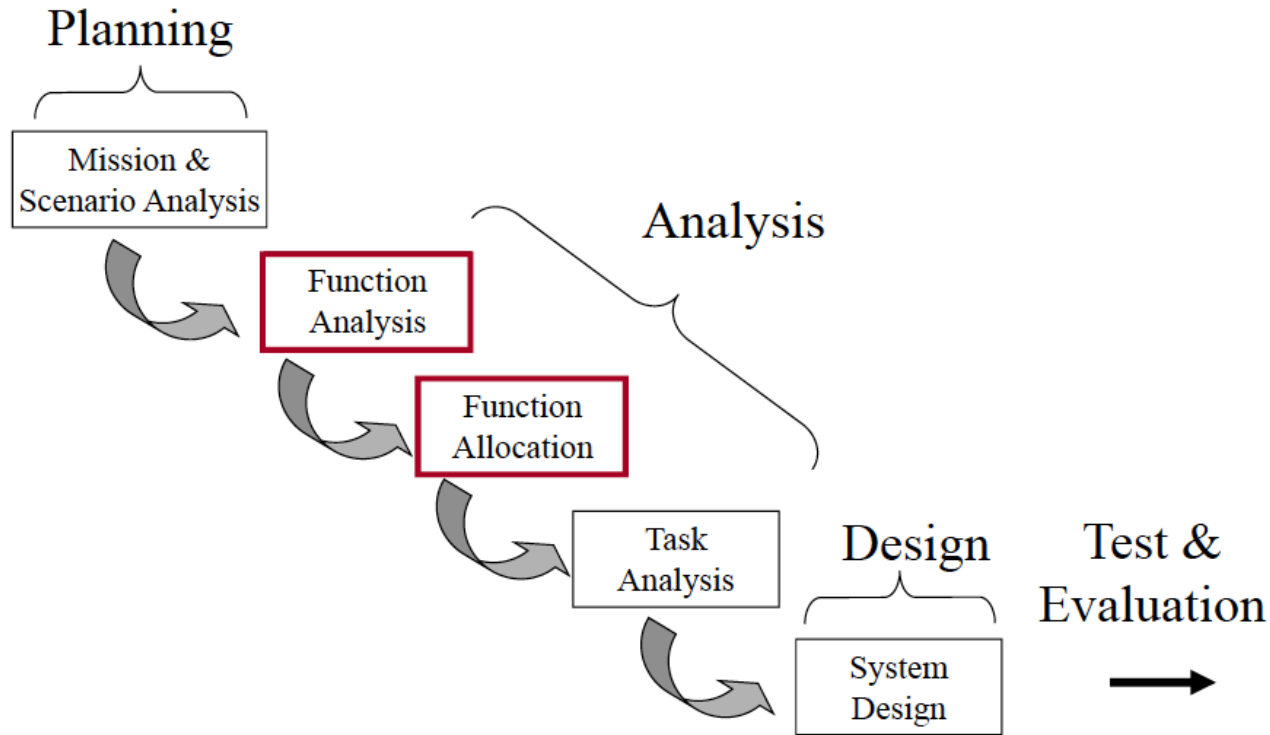 Planning
Mission &
Scenario Analysis
Analysis
Function
Analysis
Function
Allocation
Task
Analysis
Design
Test &
Evaluation
System
Design